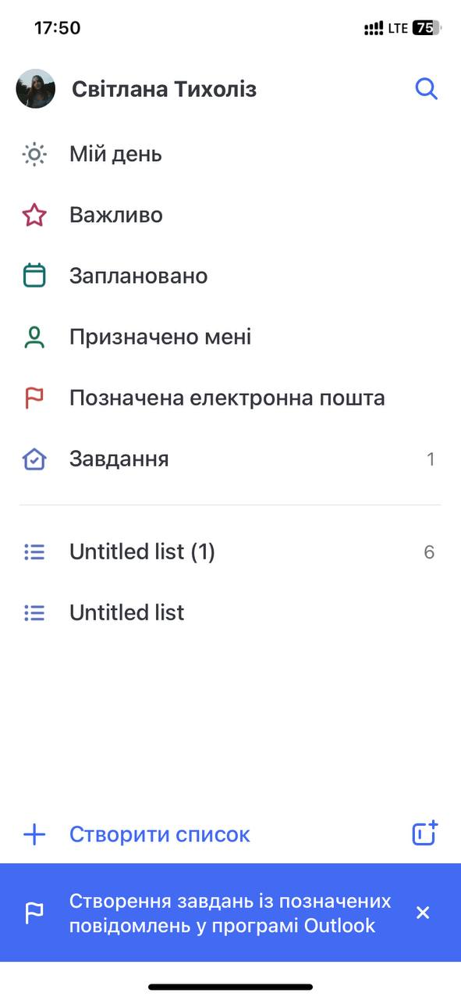 17:50
LTE 75
Світлана Тихоліз
Мій день
Важливо
Заплановано
Призначено мені
Позначена електронна пошта
Завдання 1
Untitled list (1) 6
Untitled list
Створити список
Створення завдань із позначених
повідомлень у програмі Outlook